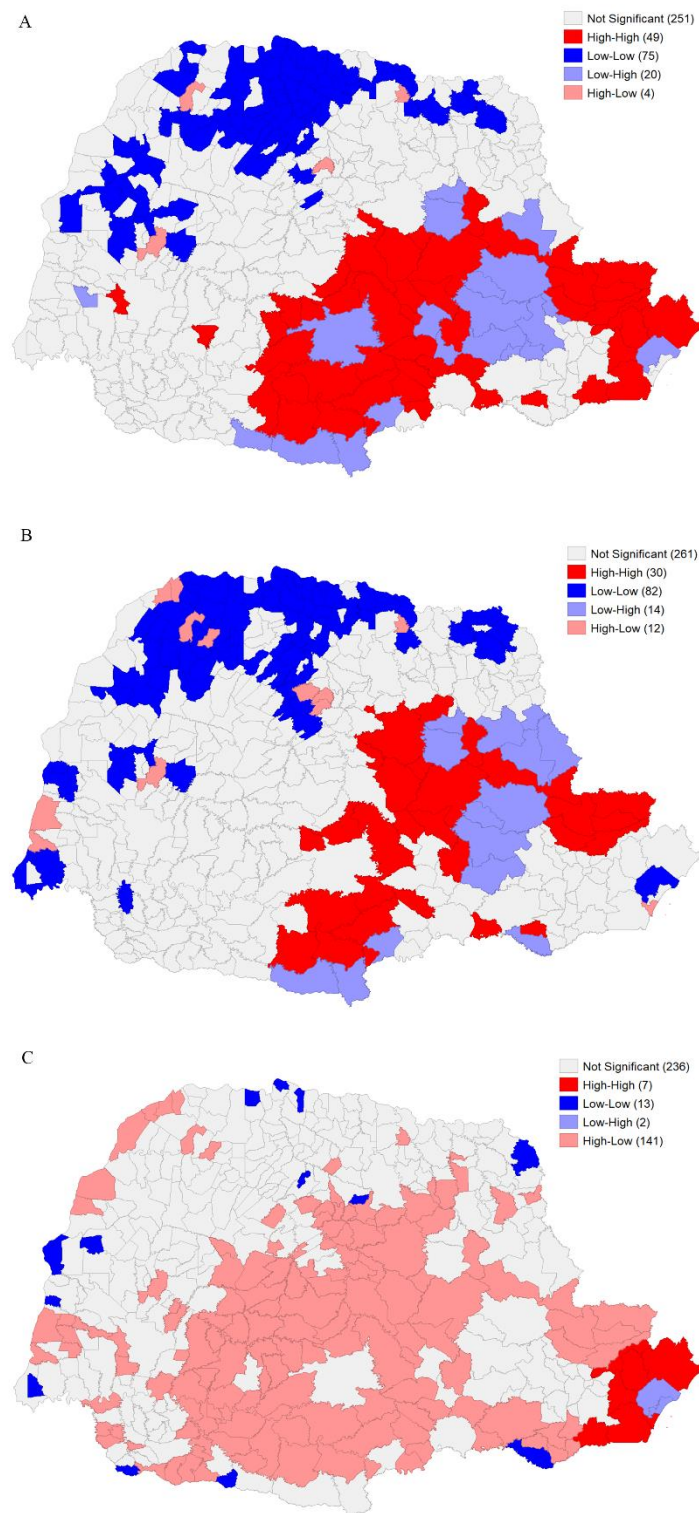 A
Not Significant (251)
High-High (49)
Low-Low (75)
Low-High (20)
High-Low (4)
B
Not Significant (261)
High-High (30)
Low-Low (82)
Low-High (14)
High-Low (12)
C
Not Significant (236)
High-High (7)
Low-Low (13)
Low-High (2)
High-Low (141)